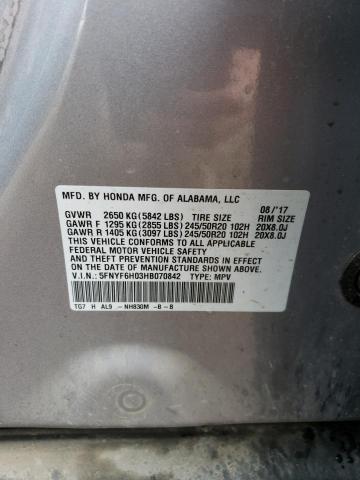 MFD. BY HONDA MFG. OF ALABAMA, LLC
08/'17
GVWR 2650 KG(5842 LBS) TIRE SIZE RIM SIZE
GAWR F 1295 KG(2855 LBS)245/50R20 102H 20X8.0J
GAWR R 1405 KG(3097 LBS)245/50R20 102H 20X8.0J
THIS VEHICLE CONFORMS TO ALL APPLICABLE
FEDERAL MOTOR VEHICLE SAFETY
AND THEFT PREVENTION STANDARDS IN EFFECT
ON THE DATE OF MANUFACTURE SHOWN ABOVE.
V.I.N.: 5FNYF6H03HB070842 TYPE: MPV
TG7 H AL9 -NH830M -B-B